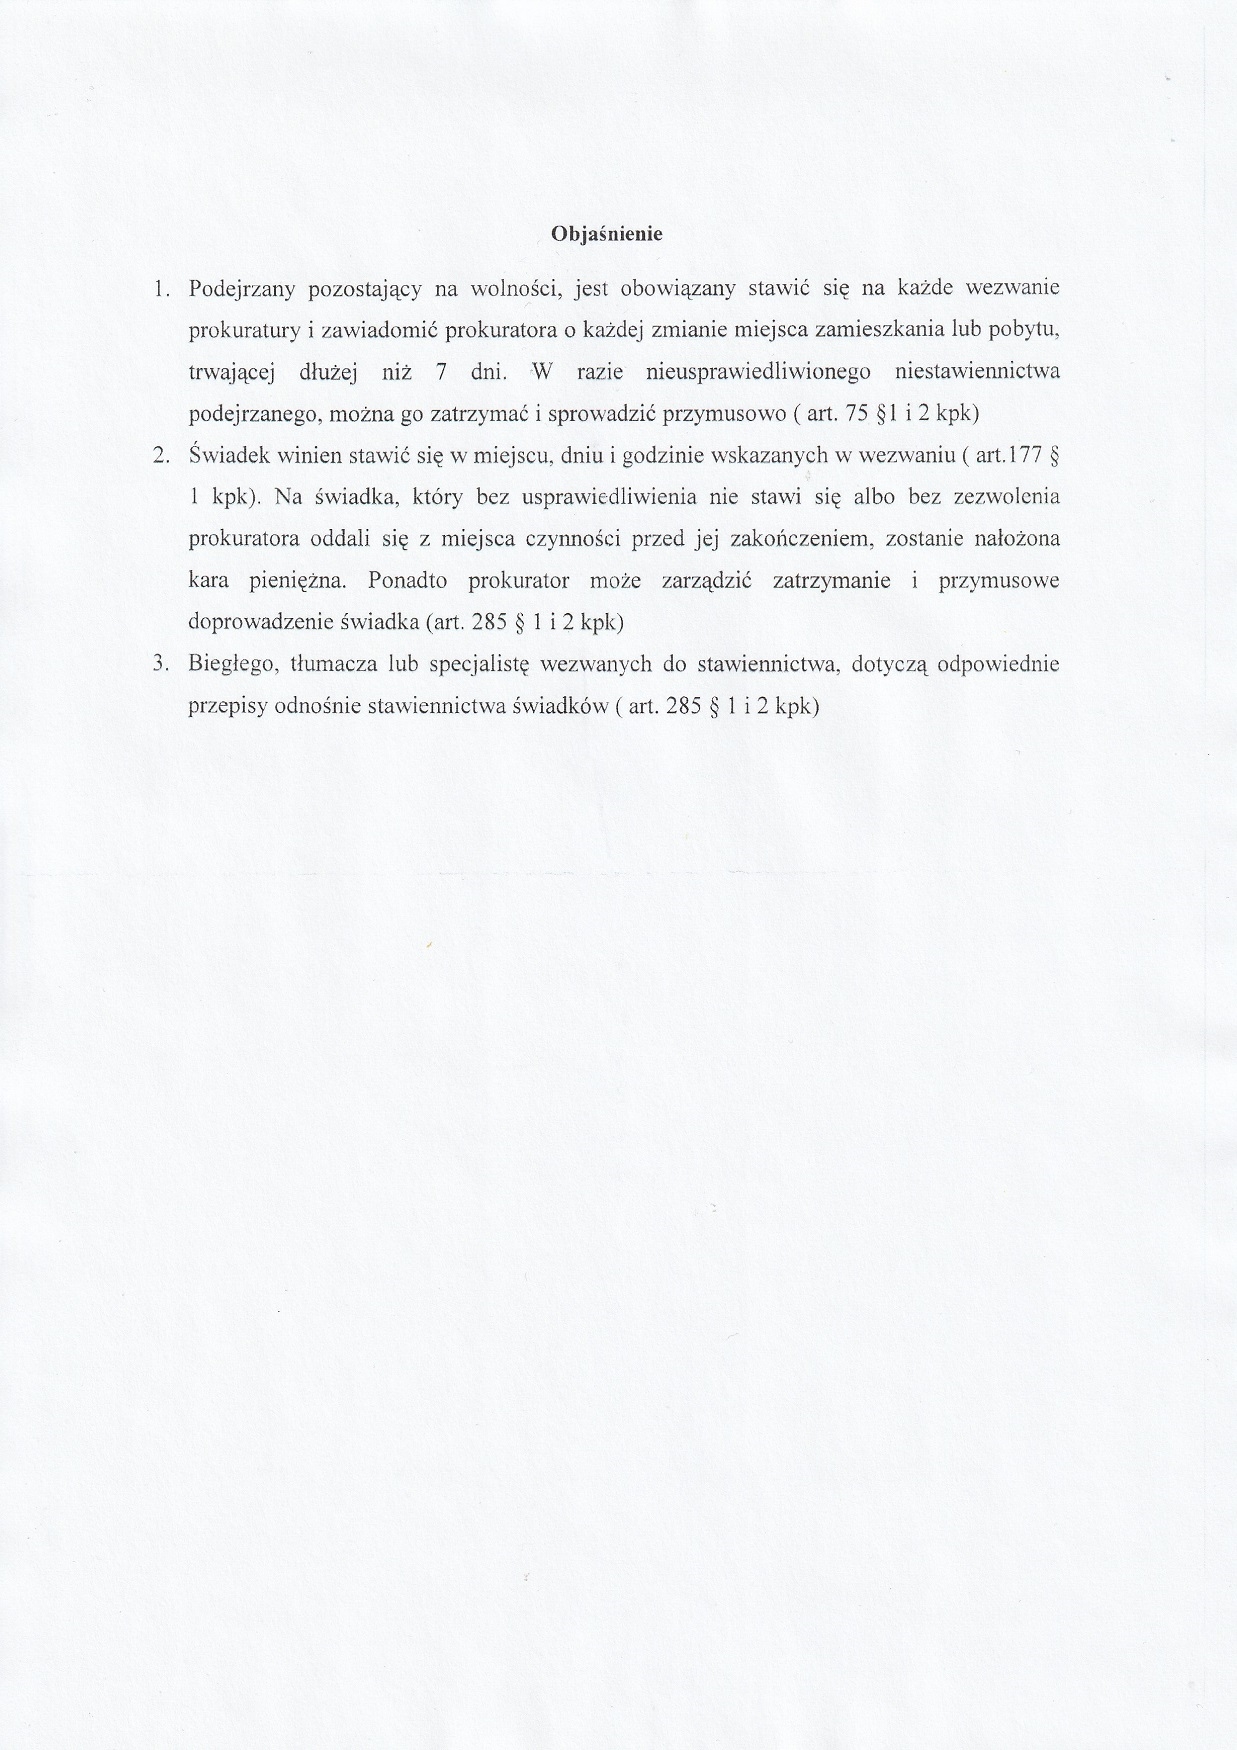 Objaśnienie
1. Podejrzany pozostający na wolności, jest obowiązany stawić się na każde wezwanie
prokuratury i zawiadomić prokuratora o każdej zmianie miejsca zamieszkania lub pobytu,
trwającej dłużej niż 7 dni. W razie nieusprawiedliwionego niestawiennictwa
podejrzanego, można go zatrzymać i sprowadzić przymusowo ( art. 75 §1 i 2 kpk)
2. Świadek winien stawić się w miejscu, dniu i godzinie wskazanych w wezwaniu ( art.177 §
1 kpk). Na świadka, który bez usprawiedliwienia nie stawi się albo bez zezwolenia
prokuratora oddali się z miejsca czynności przed jej zakończeniem, zostanie nałożona
kara pieniężna. Ponadto prokurator może zarządzić zatrzymanie i przymusowe
doprowadzenie świadka (art. 285 § 1 i 2 kpk)
3. Biegłego, tłumacza lub specjalistę wezwanych do stawiennictwa, dotyczą odpowiednie
przepisy odnośnie stawiennictwa świadków ( art. 285 § 1 i 2 kpk)